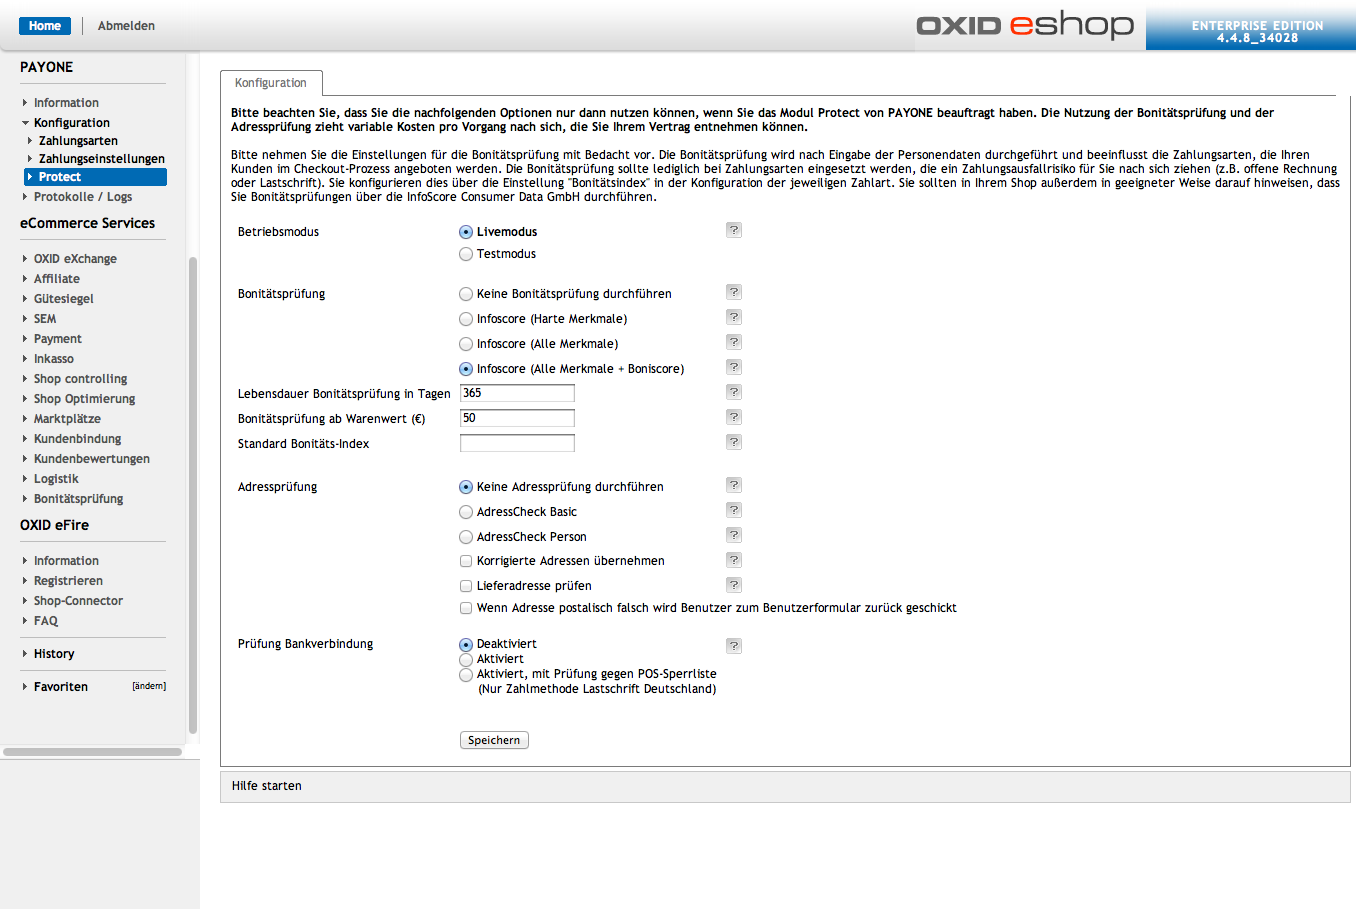 Home
Abmelden
OXID eshop
ENTERPRISE EDITION
4.4.8_34028
PAYONE
Information
Konfiguration
Zahlungsarten
Zahlungseinstellungen
Protect
Protokolle / Logs
eCommerce Services
OXID eXchange
Affiliate
Gütesiegel
SEM
Payment
Inkasso
Shop controlling
Shop Optimierung
Marktplätze
Kundenbindung
Kundenbewertungen
Logistik
Bonitätsprüfung
OXID eFire
Information
Registrieren
Shop-Connector
FAQ
History
Favoriten [ändern]
Konfiguration
Bitte beachten Sie, dass Sie die nachfolgenden Optionen nur dann nutzen können, wenn Sie das Modul Protect von PAYONE beauftragt haben. Die Nutzung der Bonitätsprüfung und der
Adressprüfung zieht variable Kosten pro Vorgang nach sich, die Sie Ihrem Vertrag entnehmen können.
Bitte nehmen Sie die Einstellungen für die Bonitätsprüfung mit Bedacht vor. Die Bonitätsprüfung wird nach Eingabe der Personendaten durchgeführt und beeinflusst die Zahlungsarten, die Ihren
Kunden im Checkout-Prozess angeboten werden. Die Bonitätsprüfung sollte lediglich bei Zahlungsarten eingesetzt werden, die ein Zahlungsausfallrisiko für Sie nach sich ziehen (z.B. offene Rechnung
oder Lastschrift). Sie konfigurieren dies über die Einstellung "Bonitätsindex" in der Konfiguration der jeweiligen Zahlart. Sie sollten in Ihrem Shop außerdem in geeigneter Weise darauf hinweisen, dass
Sie Bonitätsprüfungen über die InfoScore Consumer Data GmbH durchführen.
Betriebsmodus Livemodus ?
Testmodus
Bonitätsprüfung Keine Bonitätsprüfung durchführen ?
Infoscore (Harte Merkmale) ?
Infoscore (Alle Merkmale) ?
Infoscore (Alle Merkmale + Boniscore) ?
Lebensdauer Bonitätsprüfung in Tagen 365 ?
Bonitätsprüfung ab Warenwert (€) 50 ?
Standard Bonitäts-Index ?
Adressprüfung Keine Adressprüfung durchführen ?
AdressCheck Basic ?
AdressCheck Person ?
Korrigierte Adressen übernehmen ?
Lieferadresse prüfen ?
Wenn Adresse postalisch falsch wird Benutzer zum Benutzerformular zurück geschickt
Prüfung Bankverbindung Deaktiviert ?
Aktiviert
Aktiviert, mit Prüfung gegen POS-Sperrliste
(Nur Zahlmethode Lastschrift Deutschland)
Speichern
Hilfe starten